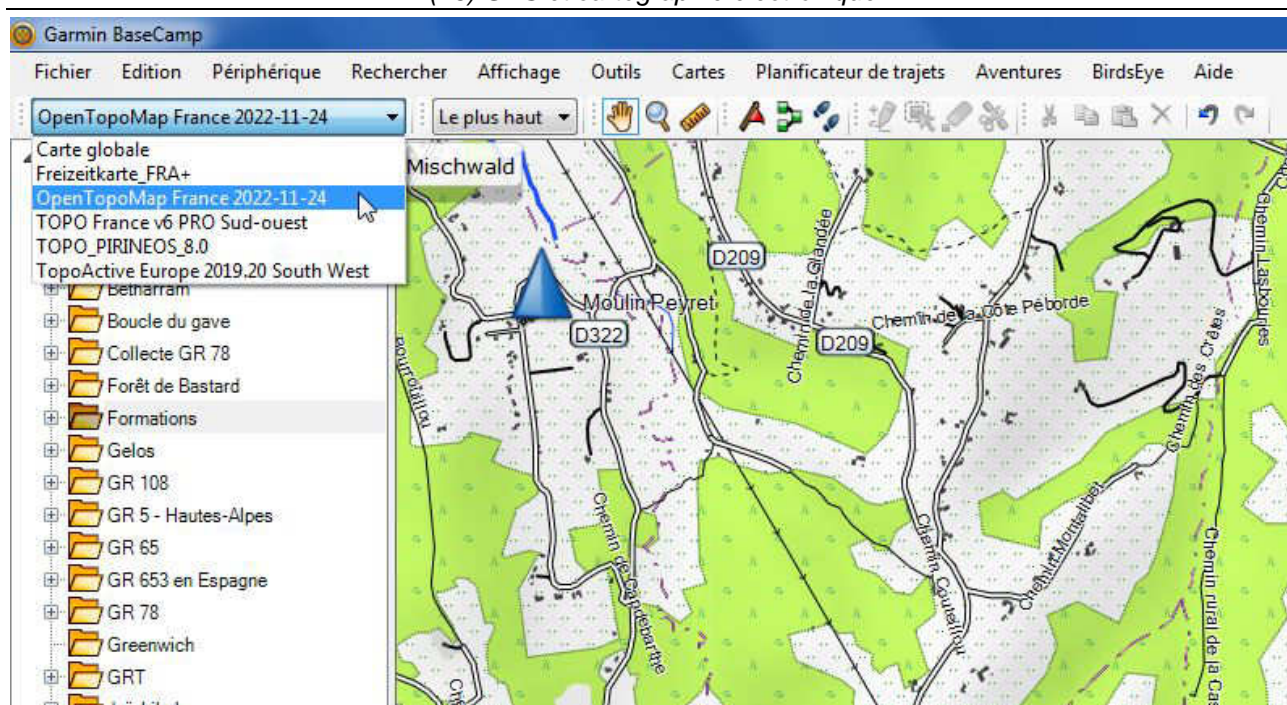 Garmin BaseCamp
Fichier Edition Périphérique Rechercher Affichage Outils Cartes Planificateur de trajets Aventures BirdsEye Aide
OpenTopoMap France 2022-11-24 Le plus haut
Carte globale
Freizeitkarte_FRA+
OpenTopoMap France 2022-11-24
TOPO France v6 PRO Sud-ouest
TOPO_PIRINEOS_8.0
TopoActive Europe 2019.20 South West
Betharram
Boucle du gave
Collecte GR 78
Forêt de Bastard
Formations
Gelos
GR 108
GR 5 - Hautes-Alpes
GR 65
GR 653 en Espagne
GR 78
Greenwich
GRT
Mischwald
D209
Moulin Peyret
D322
Chemin de la Glandée
D209
Chemin de la Côte Péborde
Chemin Lasbourses
Chemin des Crêtes
Chemin Montalibet
Chemin Couteillou
Chemin de Capdebarthe
Chemin rural de la Cas